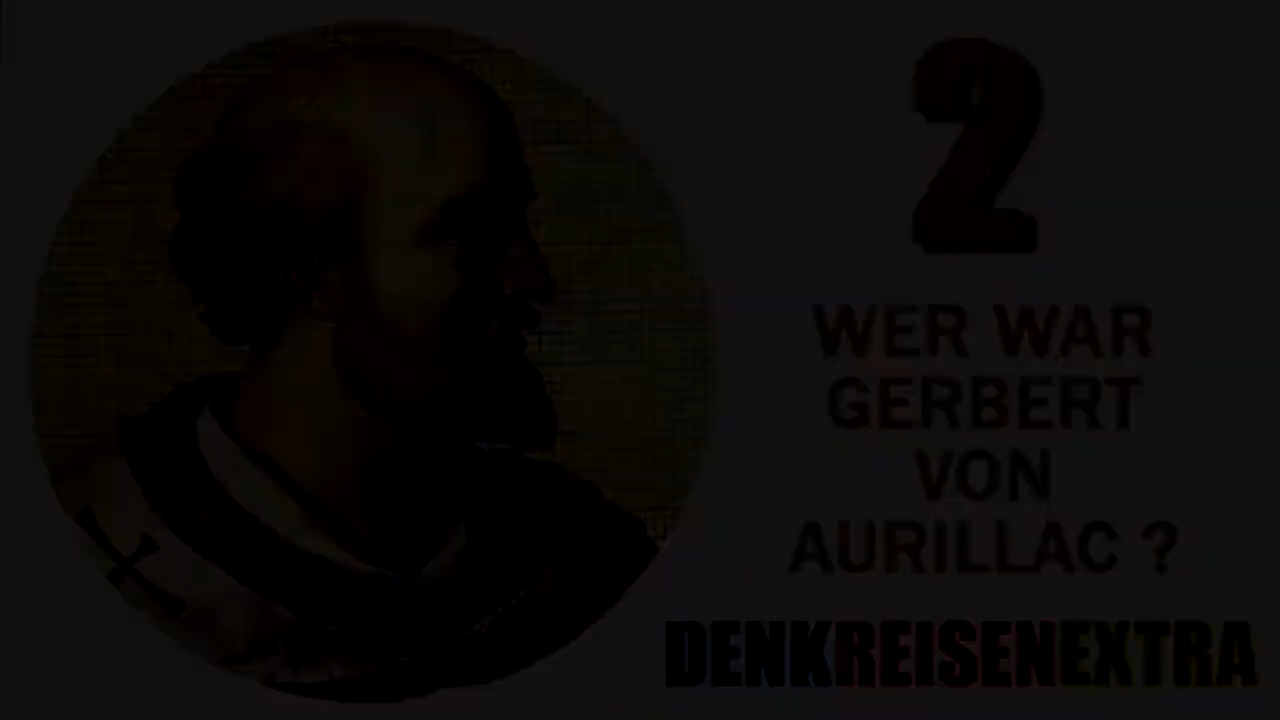 2
WER WAR
GERBERT
VON
AURILLAC ?
DENKREISENEXTRA